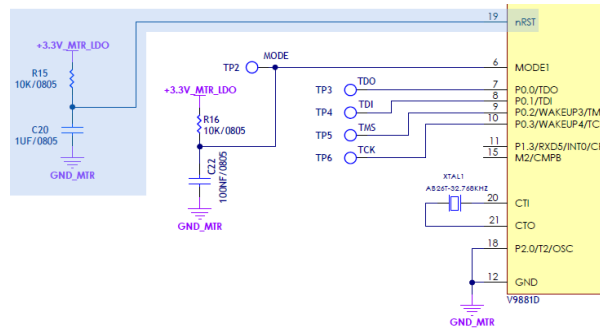 19
nRST
+3.3V_MTR_LDO
R15
10K/0805
C20
1UF/0805
GND_MTR
MODE
TP2
6
MODE1
+3.3V_MTR_LDO
R16
10K/0805
C22
100NF/0805
GND_MTR
TP3
TDO
7
P0.0/TDO
TP4
TDI
8
P0.1/TDI
TP5
TMS
9
P0.2/WAKEUP3/TM
TP6
TCK
10
P0.3/WAKEUP4/TC
11
P1.3/RXD5/INT0/C
15
M2/CMPB
XTAL1
AB26T-32.768KHZ
20
CTI
21
CTO
18
P2.0/T2/OSC
12
GND
V9881D
GND_MTR